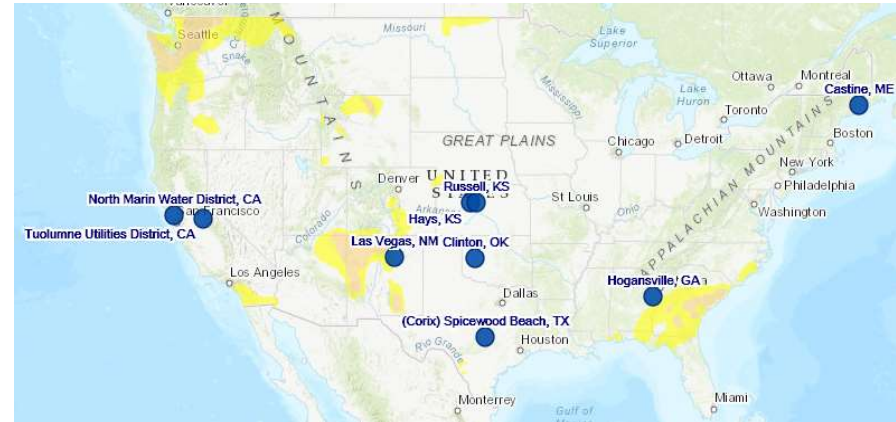 Vancouver
Seattle
Snake
MOUNTAINS
Missouri
Lake
Superior
Mississippi
Ottawa
Montreal
Castine, ME
Lake
Huron
Toronto
Boston
GREAT PLAINS
Chicago
Detroit
APPALACHIAN MOUNTAINS
New York
Philadelphia
Denver
UNITED
Russell, KS
St Louis
Ohio
Washington
North Marin Water District, CA
San Francisco
Hays, KS
Tuolumne Utilities District, CA
Colorado
Las Vegas, NM
Clinton, OK
Los Angeles
Hogansville, GA
Dallas
(Corix) Spicewood Beach, TX
Rio Grande
Houston
Monterrey
Gulf of
Miami